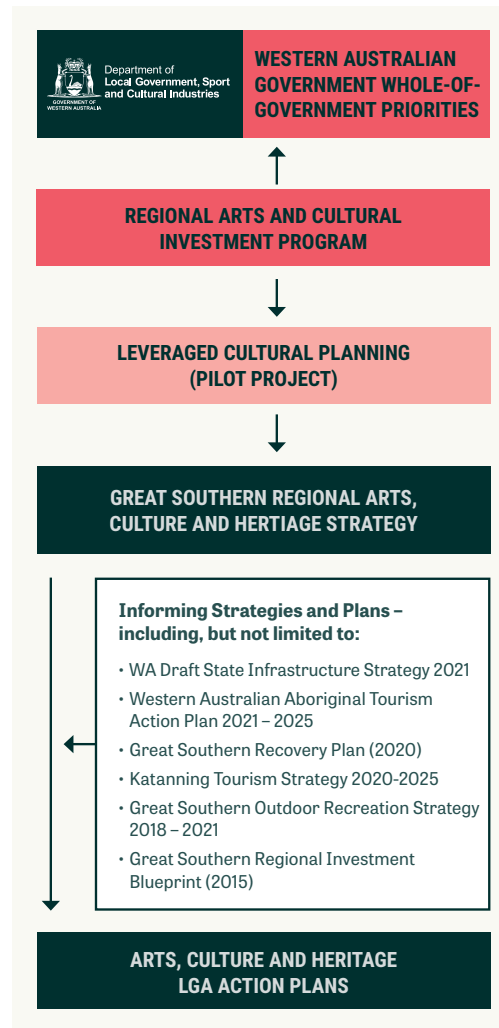 Department of
Local Government, Sport
and Cultural Industries
GOVERNMENT OF
WESTERN AUSTRALIA
WESTERN AUSTRALIAN
GOVERNMENT WHOLE-OF-
GOVERNMENT PRIORITIES
REGIONAL ARTS AND CULTURAL
INVESTMENT PROGRAM
LEVERAGED CULTURAL PLANNING
(PILOT PROJECT)
GREAT SOUTHERN REGIONAL ARTS,
CULTURE AND HERTIAGE STRATEGY
Informing Strategies and Plans –
including, but not limited to:
• WA Draft State Infrastructure Strategy 2021
• Western Australian Aboriginal Tourism
Action Plan 2021 – 2025
• Great Southern Recovery Plan (2020)
• Katanning Tourism Strategy 2020-2025
• Great Southern Outdoor Recreation Strategy
2018 – 2021
• Great Southern Regional Investment
Blueprint (2015)
ARTS, CULTURE AND HERITAGE
LGA ACTION PLANS